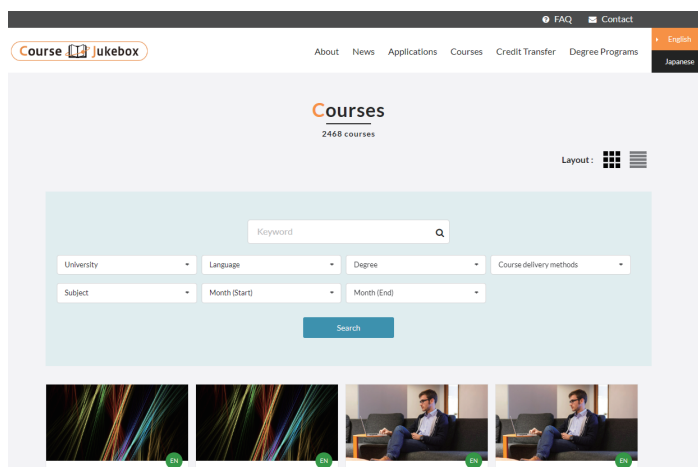 FAQ Contact
Course Jukebox
About News Applications Courses Credit Transfer Degree Programs
English
Japanese
Courses
2468 courses
Layout :
Keyword
University Language Degree Course delivery methods
Subject Month (Start) Month (End)
Search
EN EN EN EN